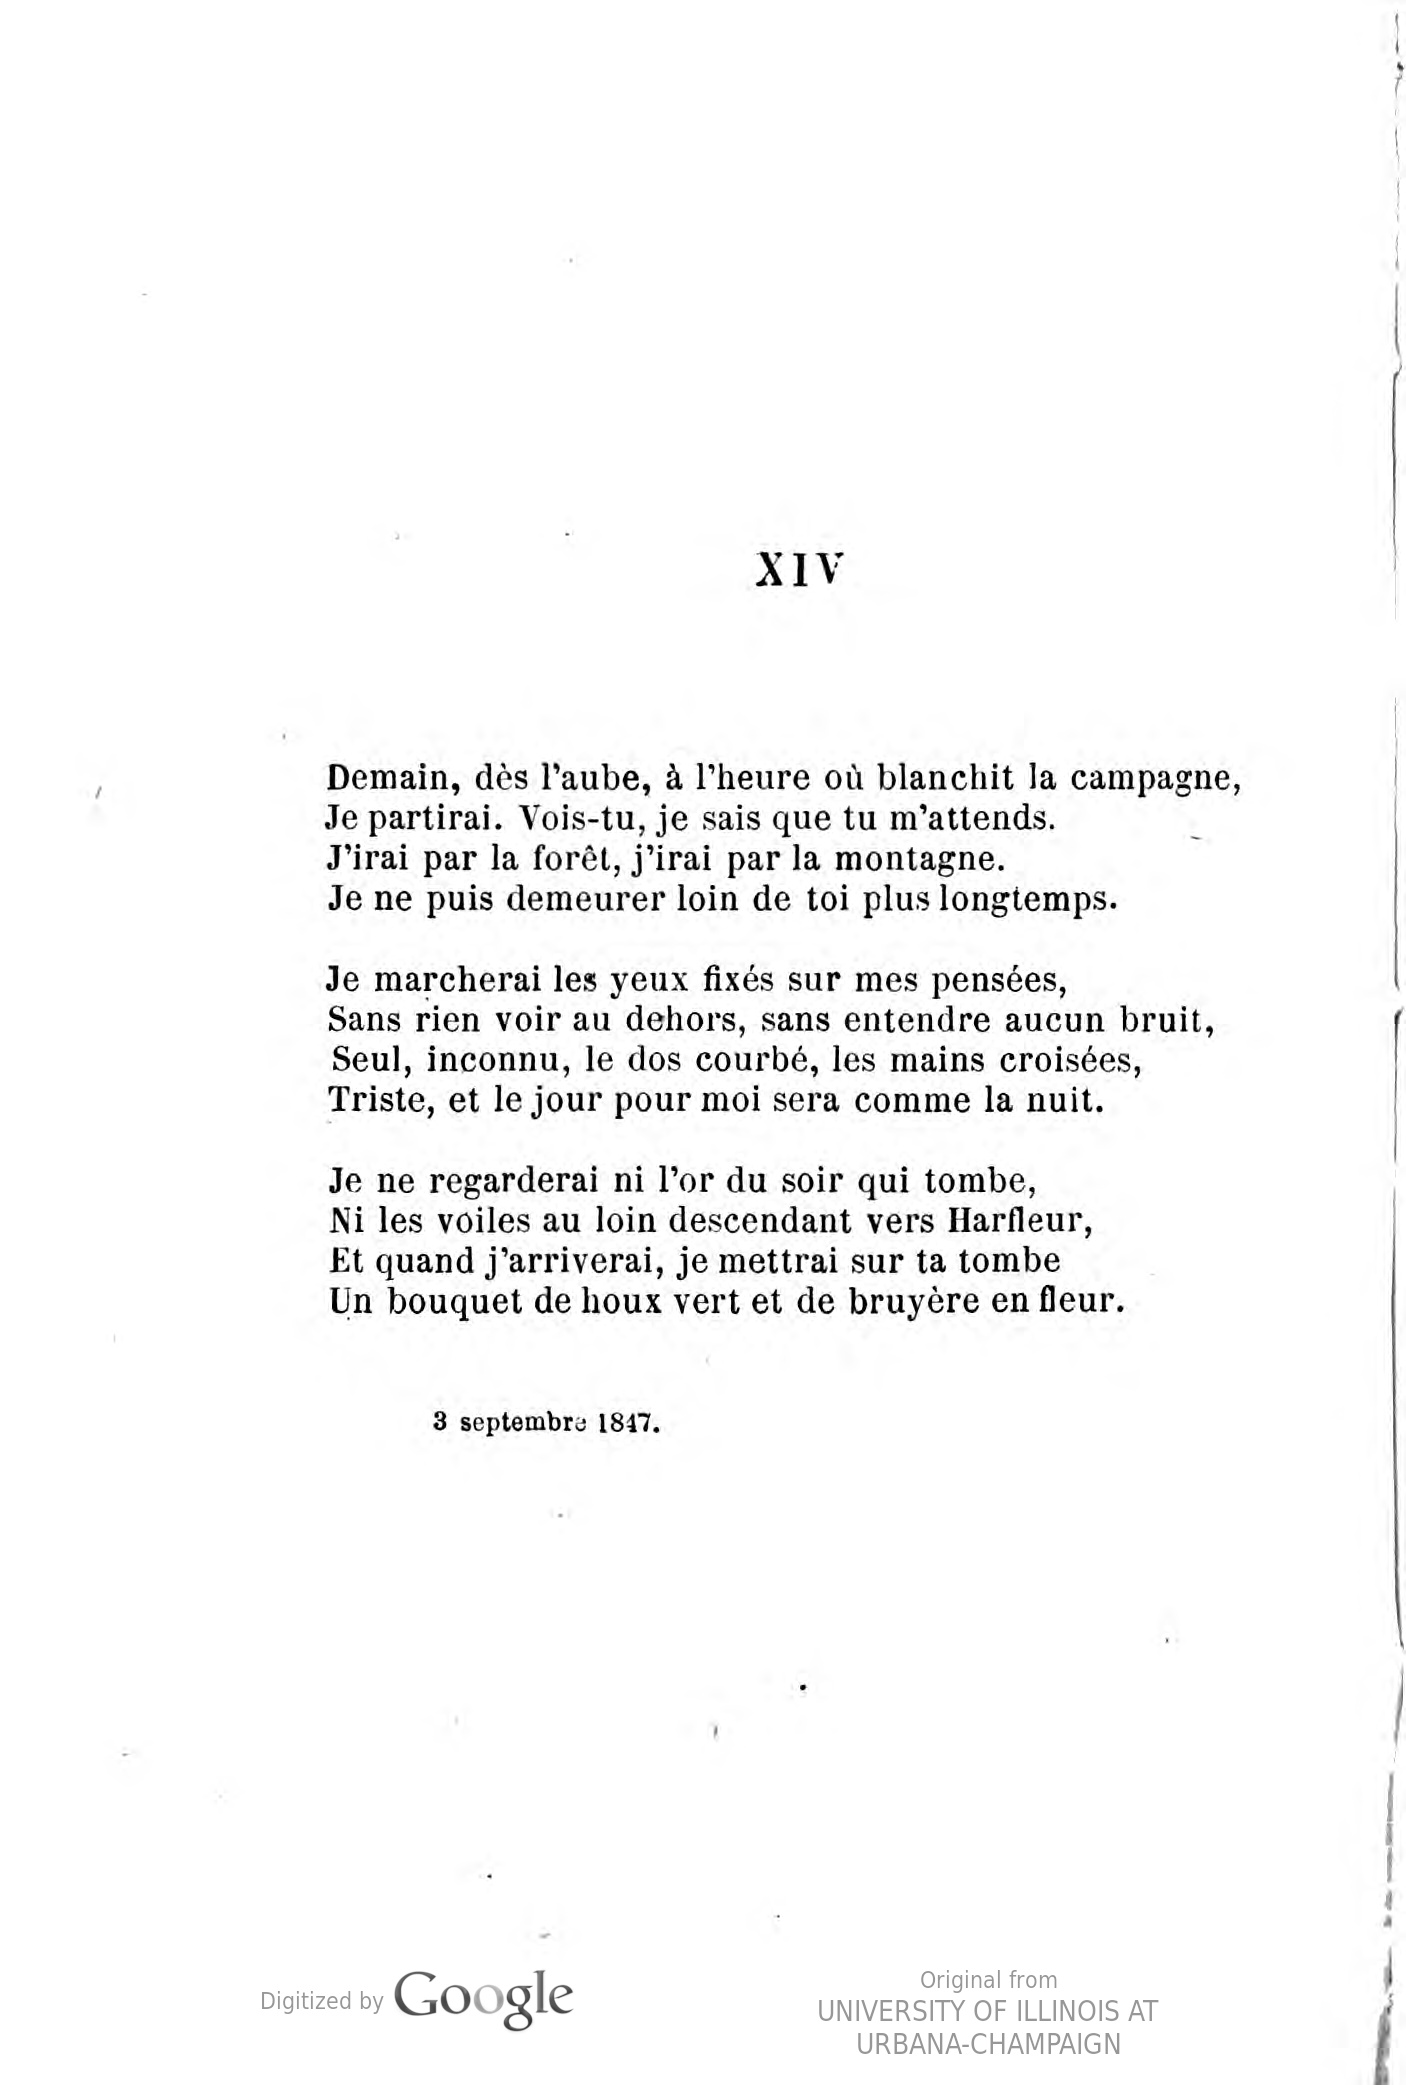 XIV
Demain, dès l'aube, à l'heure où blanchit la campagne,
Je partirai. Vois-tu, je sais que tu m'attends.
J'irai par la forêt, j'irai par la montagne.
Je ne puis demeurer loin de toi plus longtemps.
Je marcherai les yeux fixés sur mes pensées,
Sans rien voir au dehors, sans entendre aucun bruit,
Seul, inconnu, le dos courbé, les mains croisées,
Triste, et le jour pour moi sera comme la nuit.
Je ne regarderai ni l'or du soir qui tombe,
Ni les voiles au loin descendant vers Harfleur,
Et quand j'arriverai, je mettrai sur ta tombe
Un bouquet de houx vert et de bruyère en fleur.
3 septembre 1847.
Digitized by Google
Original from
UNIVERSITY OF ILLINOIS AT
URBANA-CHAMPAIGN